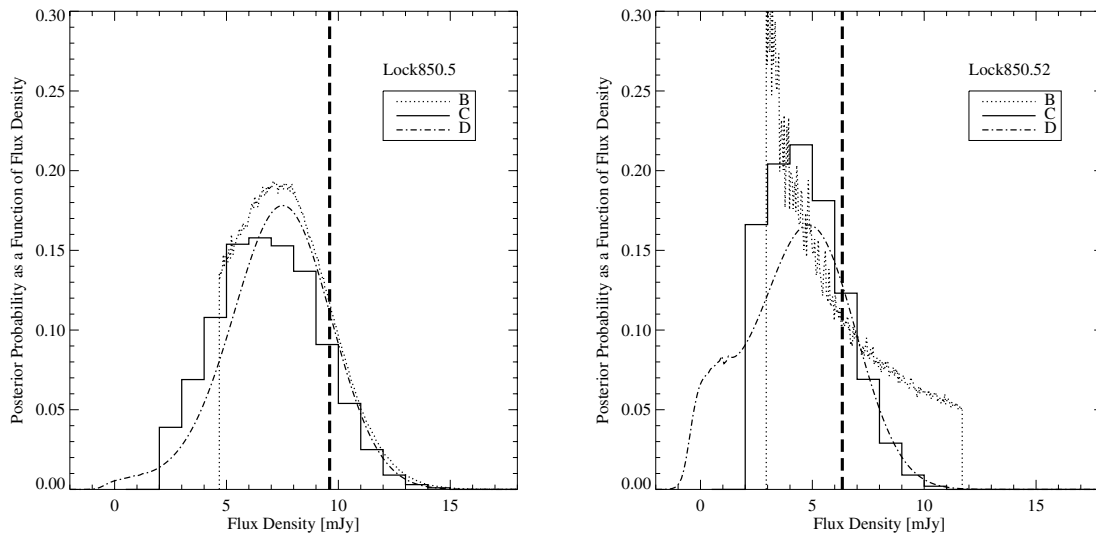 Posterior Probability as a Function of Flux Density
0.30
0.25
0.20
0.15
0.10
0.05
0.00
Lock850.5
B
C
D
0
5
10
15
Flux Density [mJy]
Posterior Probability as a Function of Flux Density
0.30
0.25
0.20
0.15
0.10
0.05
0.00
Lock850.52
B
C
D
0
5
10
15
Flux Density [mJy]